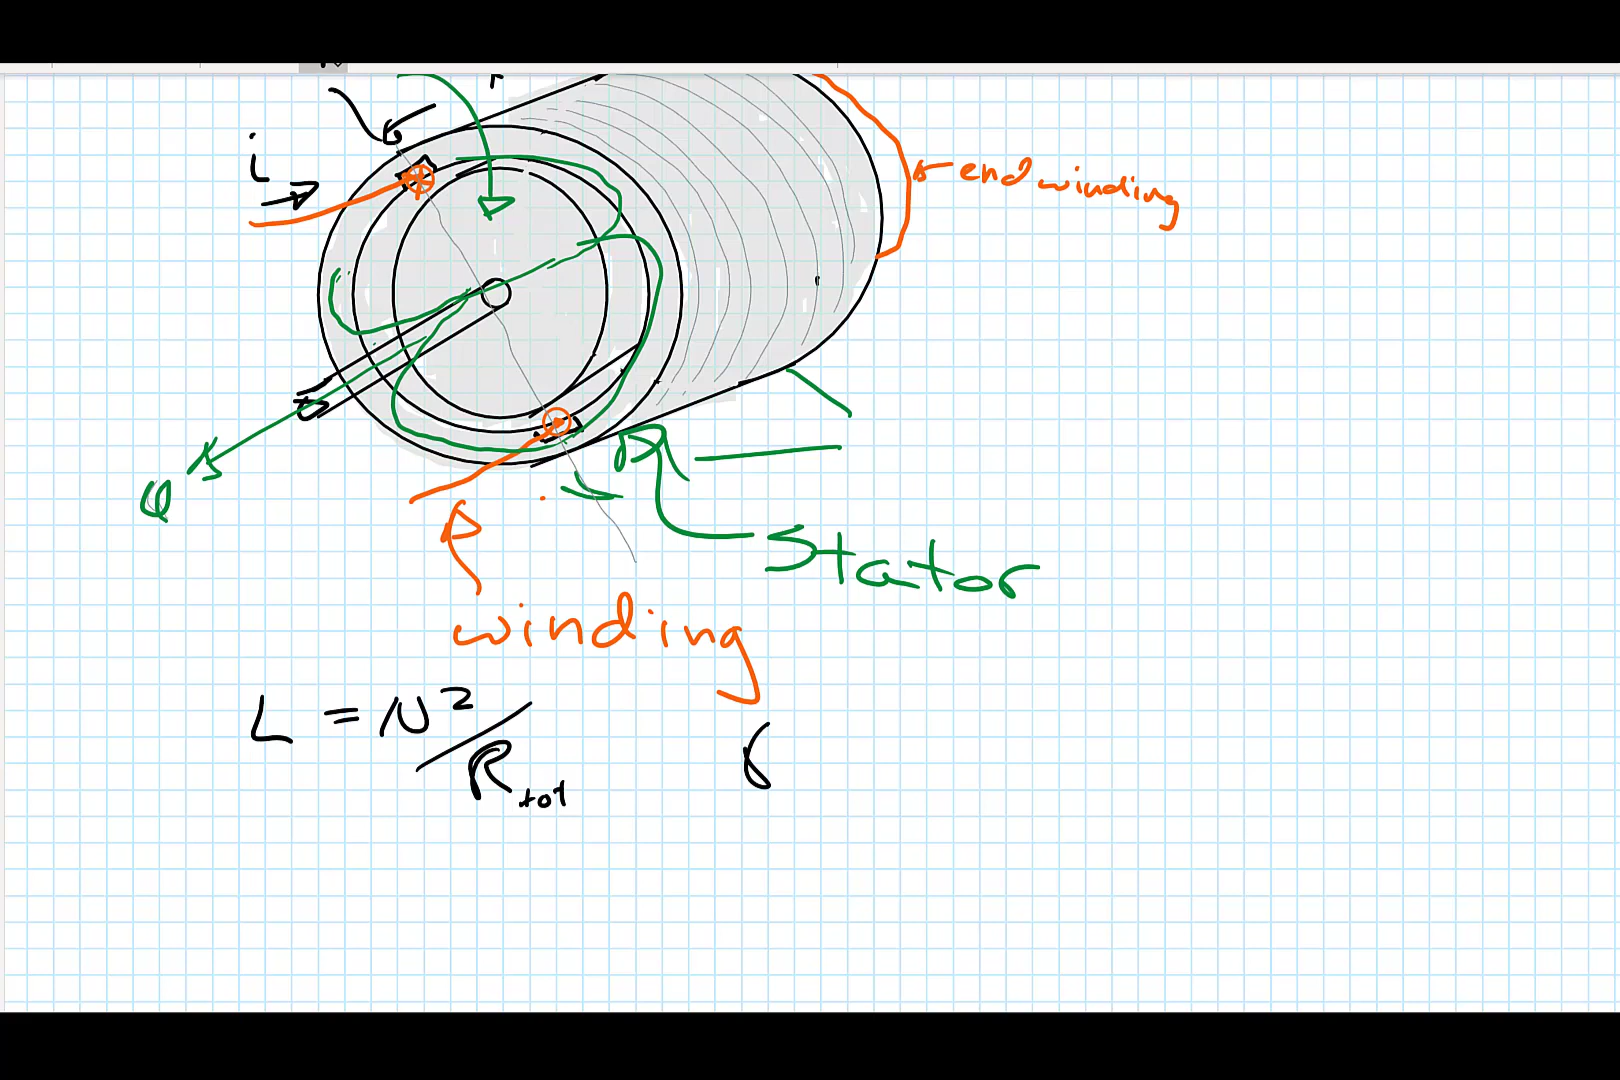 i
end winding
φ
Stator
winding
L = N²/R_tot